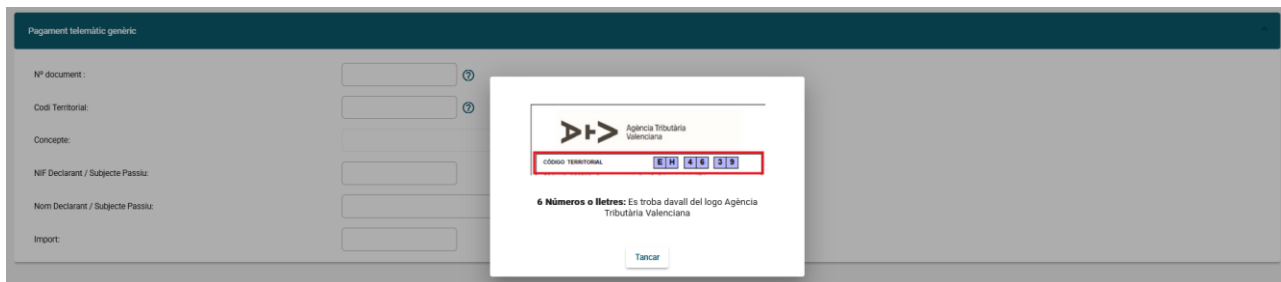 Pagament telemàtic genèric
Nº document :
Codi Territorial:
Concepte:
NIF Declarant / Subjecte Passiu:
Nom Declarant / Subjecte Passiu:
Import:
Agència Tributària
Valenciana
CÓDIGO TERRITORIAL E H 4 6 3 9
6 Números o lletres: Es troba davall del logo Agència
Tributària Valenciana
Tancar